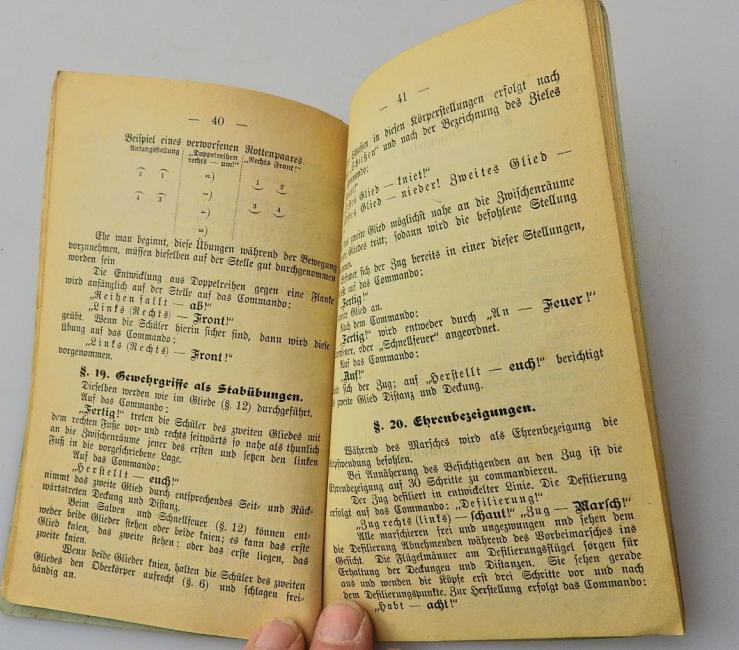 — 40 —
Beispiel eines verworfenen Rottenpaares.
Anfangsstellung „Doppelreihen „Rechts Front!“
rechts — um!“
2 1
1 2
4 3
3 4
Ehe man beginnt, diese Übungen während der Bewegung
vorzunehmen, müssen dieselben auf der Stelle gut durchgenommen
worden sein
Die Entwicklung aus Doppelreihen gegen eine Flanke
wird anfänglich auf der Stelle auf das Commando:
„Reihen fallt — ab!“
„Links (Rechts) — Front!“
geübt. Wenn die Schüler hierin sicher sind, dann wird diese
Übung auf das Commando:
„Links (Rechts) — Front!“
vorgenommen.
§. 19. Gewehrgriffe als Stabübungen.
Dieselben werden wie im Gliede (§. 12) durchgeführt.
Auf das Commando:
„Fertig!“ treten die Schüler des zweiten Gliedes mit
dem rechten Fuße vor- und rechts seitwärts so nahe als thunlich
an die Zwischenräume jener des ersten und setzen den linken
Fuß in die vorgeschriebene Lage.
Auf das Commando:
„Herstellt — euch!“
nimmt das zweite Glied durch entsprechendes Seit- und Rück-
wärtstreten Deckung und Distanz.
Beim Salven und Schnellfeuer (§. 12) können ent-
weder beide Glieder stehen oder beide knien; es kann das erste
Glied knien, das zweite stehen; oder das erste liegen, das
zweite knien.
Wenn beide Glieder knien, halten die Schüler des zweiten
Gliedes den Oberkörper aufrecht (§. 6) und schlagen frei-
händig an.
— 41 —
in diesen Körperstellungen erfolgt nach
und nach der Bezeichnung des Zieles
Glied — kniet!“
Glied — nieder! Zweites Glied —
zweite Glied möglichst nahe an die Zwischenräume
Gliedes tritt; sodann wird die befohlene Stellung
sich der Zug bereits in einer dieser Stellungen,
auf das Commando:
„Fertig!“
Glied an.
Nach dem Commando:
„Fertig!“ wird entweder durch „An — Feuer!“
oder „Schnellfeuer“ angeordnet.
Auf das Commando:
„Auf!“
sich der Zug; auf „Herstellt — euch!“ berichtigt
zweite Glied Distanz und Deckung.
§. 20. Ehrenbezeigungen.
Während des Marsches wird als Ehrenbezeigung die
Kopfwendung befohlen.
Bei Annäherung des Besichtigenden an den Zug ist die
Ehrenbezeigung auf 30 Schritte zu commandieren.
Der Zug defiliert in entwickelter Linie. Die Defilierung
erfolgt auf das Commando: „Defilierung!“
„Zug rechts (links) — schaut!“ „Zug — Marsch!“
Alle marschieren frei und ungezwungen und sehen dem
die Defilierung Abnehmenden während des Vorbeimarsches ins
Gesicht. Die Flügelmänner am Defilierungsflügel sorgen für
Erhaltung der Deckungen und Distanzen. Sie sehen gerade
aus und wenden die Köpfe erst drei Schritte vor und nach
dem Defilierungspunkte. Zur Herstellung erfolgt das Commando:
„Habt — acht!“